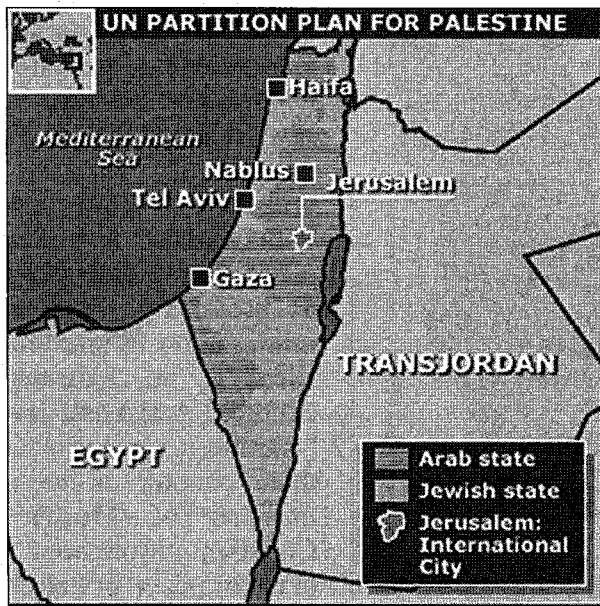 UN PARTITION PLAN FOR PALESTINE
Haifa
Mediterranean
Sea
Nablus
Jerusalem
Tel Aviv
Gaza
TRANSJORDAN
EGYPT
Arab state
Jewish state
Jerusalem:
International
City